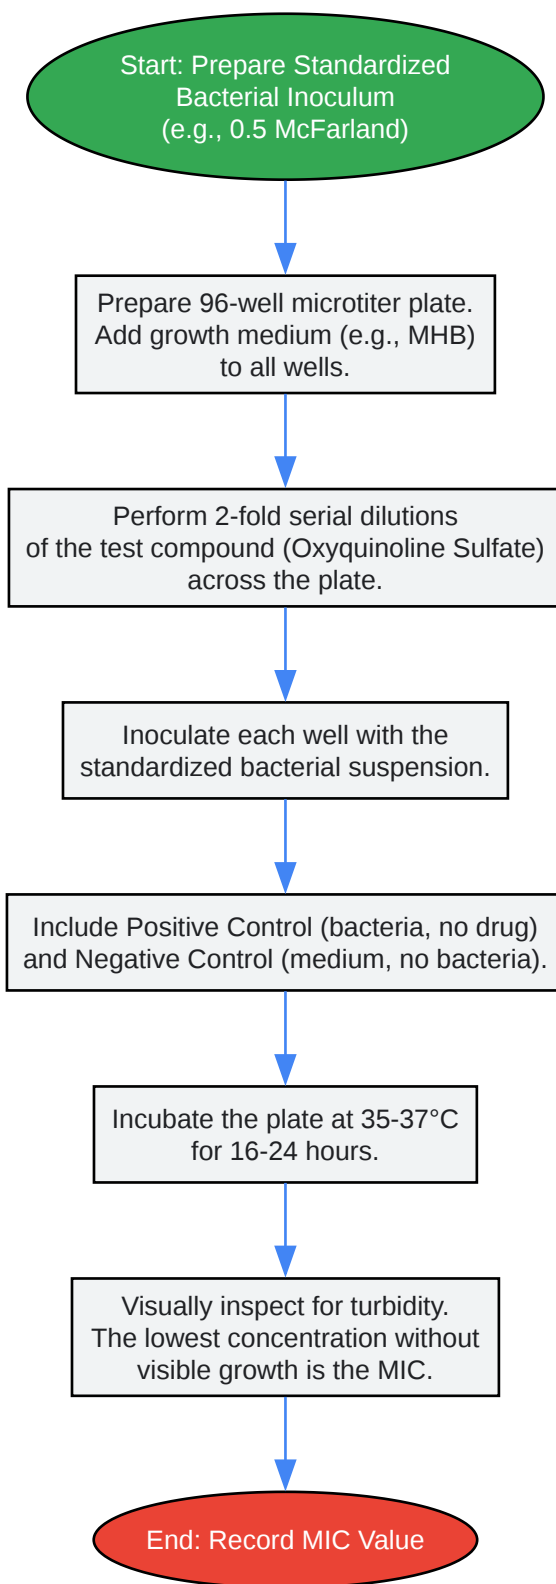 Start: Prepare Standardized
Bacterial Inoculum
(e.g., 0.5 McFarland)
Prepare 96-well microtiter plate.
Add growth medium (e.g., MHB)
to all wells.
Perform 2-fold serial dilutions
of the test compound (Oxyquinoline Sulfate)
across the plate.
Inoculate each well with the
standardized bacterial suspension.
Include Positive Control (bacteria, no drug)
and Negative Control (medium, no bacteria).
Incubate the plate at 35-37°C
for 16-24 hours.
Visually inspect for turbidity.
The lowest concentration without
visible growth is the MIC.
End: Record MIC Value